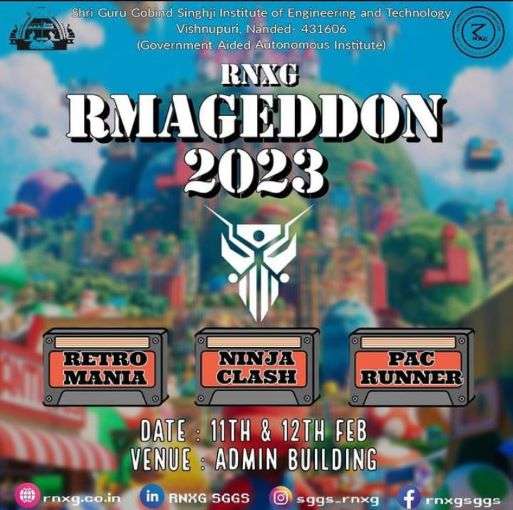 Shri Guru Gobind Singhji Institute of Engineering and Technology
Vishnupuri, Nanded- 431606
(Government Aided Autonomous Institute)
RNXG
RMAGEDDON
2023
RETRO
MANIA
NINJA
CLASH
PAC
RUNNER
DATE : 11TH & 12TH FEB
VENUE : ADMIN BUILDING
rnxg.co.in
in RNXG SGGS
sggs_rnxg
f rnxgsggs